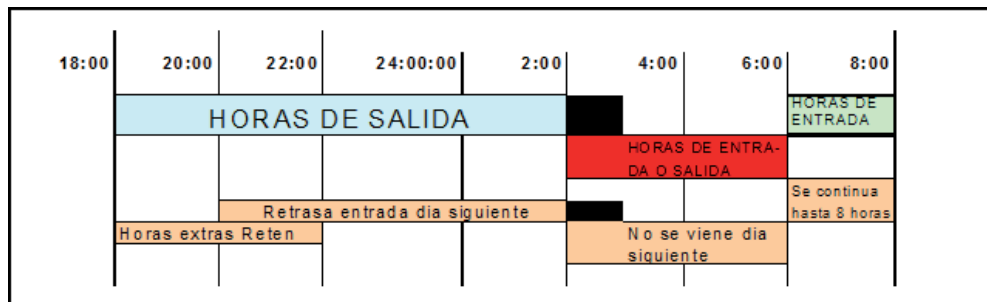 18:00 20:00 22:00 24:00:00 2:00 4:00 6:00 8:00
HORAS DE SALIDA
HORAS DE
ENTRADA
HORAS DE ENTRA-
DA O SALIDA
Se continua
hasta 8 horas
Retrasa entrada dia siguiente
Horas extras Reten
No se viene dia
siguiente